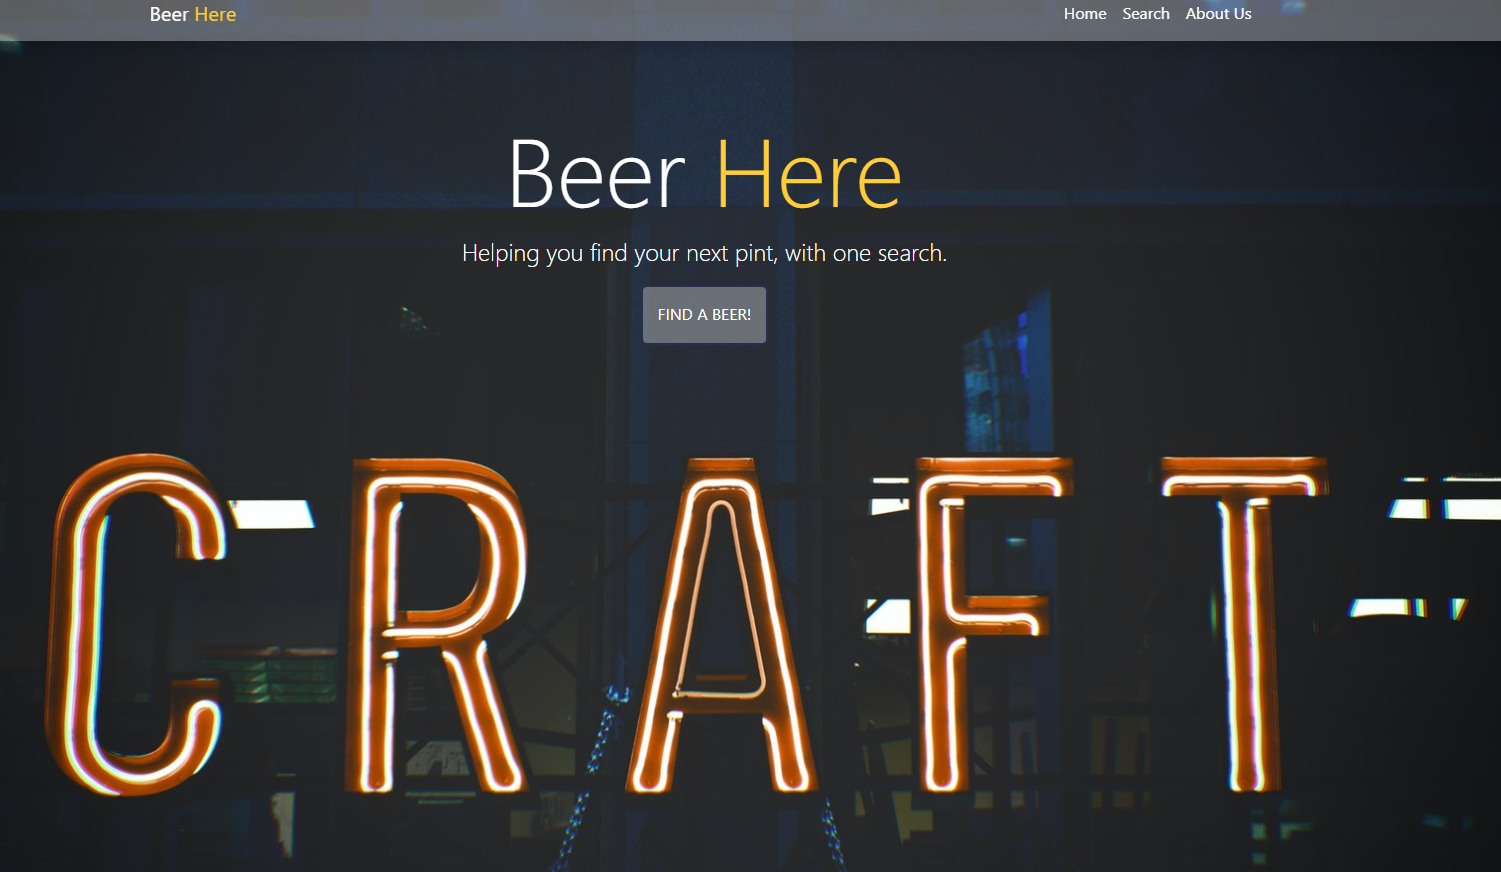 Beer Here
Home Search About Us
Beer Here
Helping you find your next pint, with one search.
FIND A BEER!
CRAFT